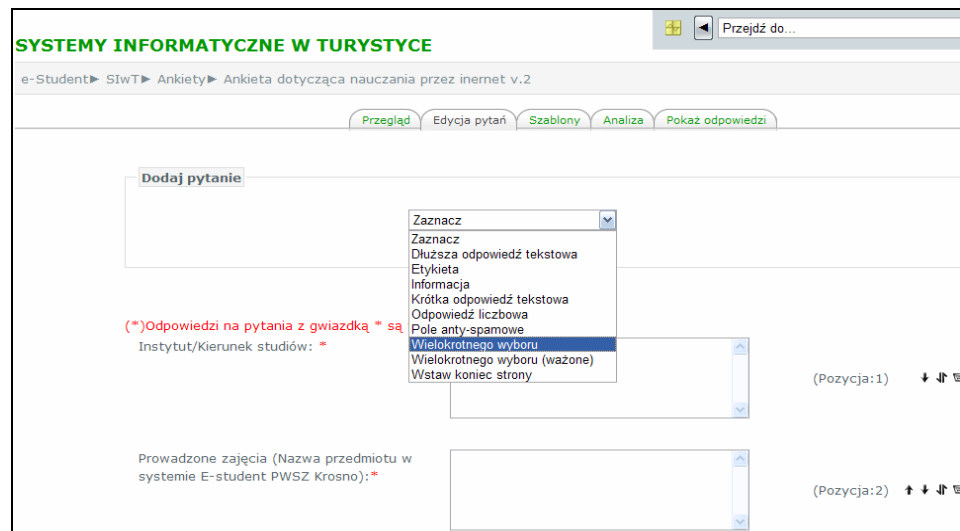 Przejdź do...
SYSTEMY INFORMATYCZNE W TURYSTYCE
e-Student► SIwT► Ankiety► Ankieta dotycząca nauczania przez inernet v.2
Przegląd Edycja pytań Szablony Analiza Pokaż odpowiedzi
Dodaj pytanie
Zaznacz
Zaznacz
Dłuższa odpowiedź tekstowa
Etykieta
Informacja
Krótka odpowiedź tekstowa
Odpowiedź liczbowa
Pole anty-spamowe
Wielokrotnego wyboru
Wielokrotnego wyboru (ważone)
Wstaw koniec strony
(*)Odpowiedzi na pytania z gwiazdką * są
Instytut/Kierunek studiów: *
(Pozycja:1)
Prowadzone zajęcia (Nazwa przedmiotu w
systemie E-student PWSZ Krosno):*
(Pozycja:2)